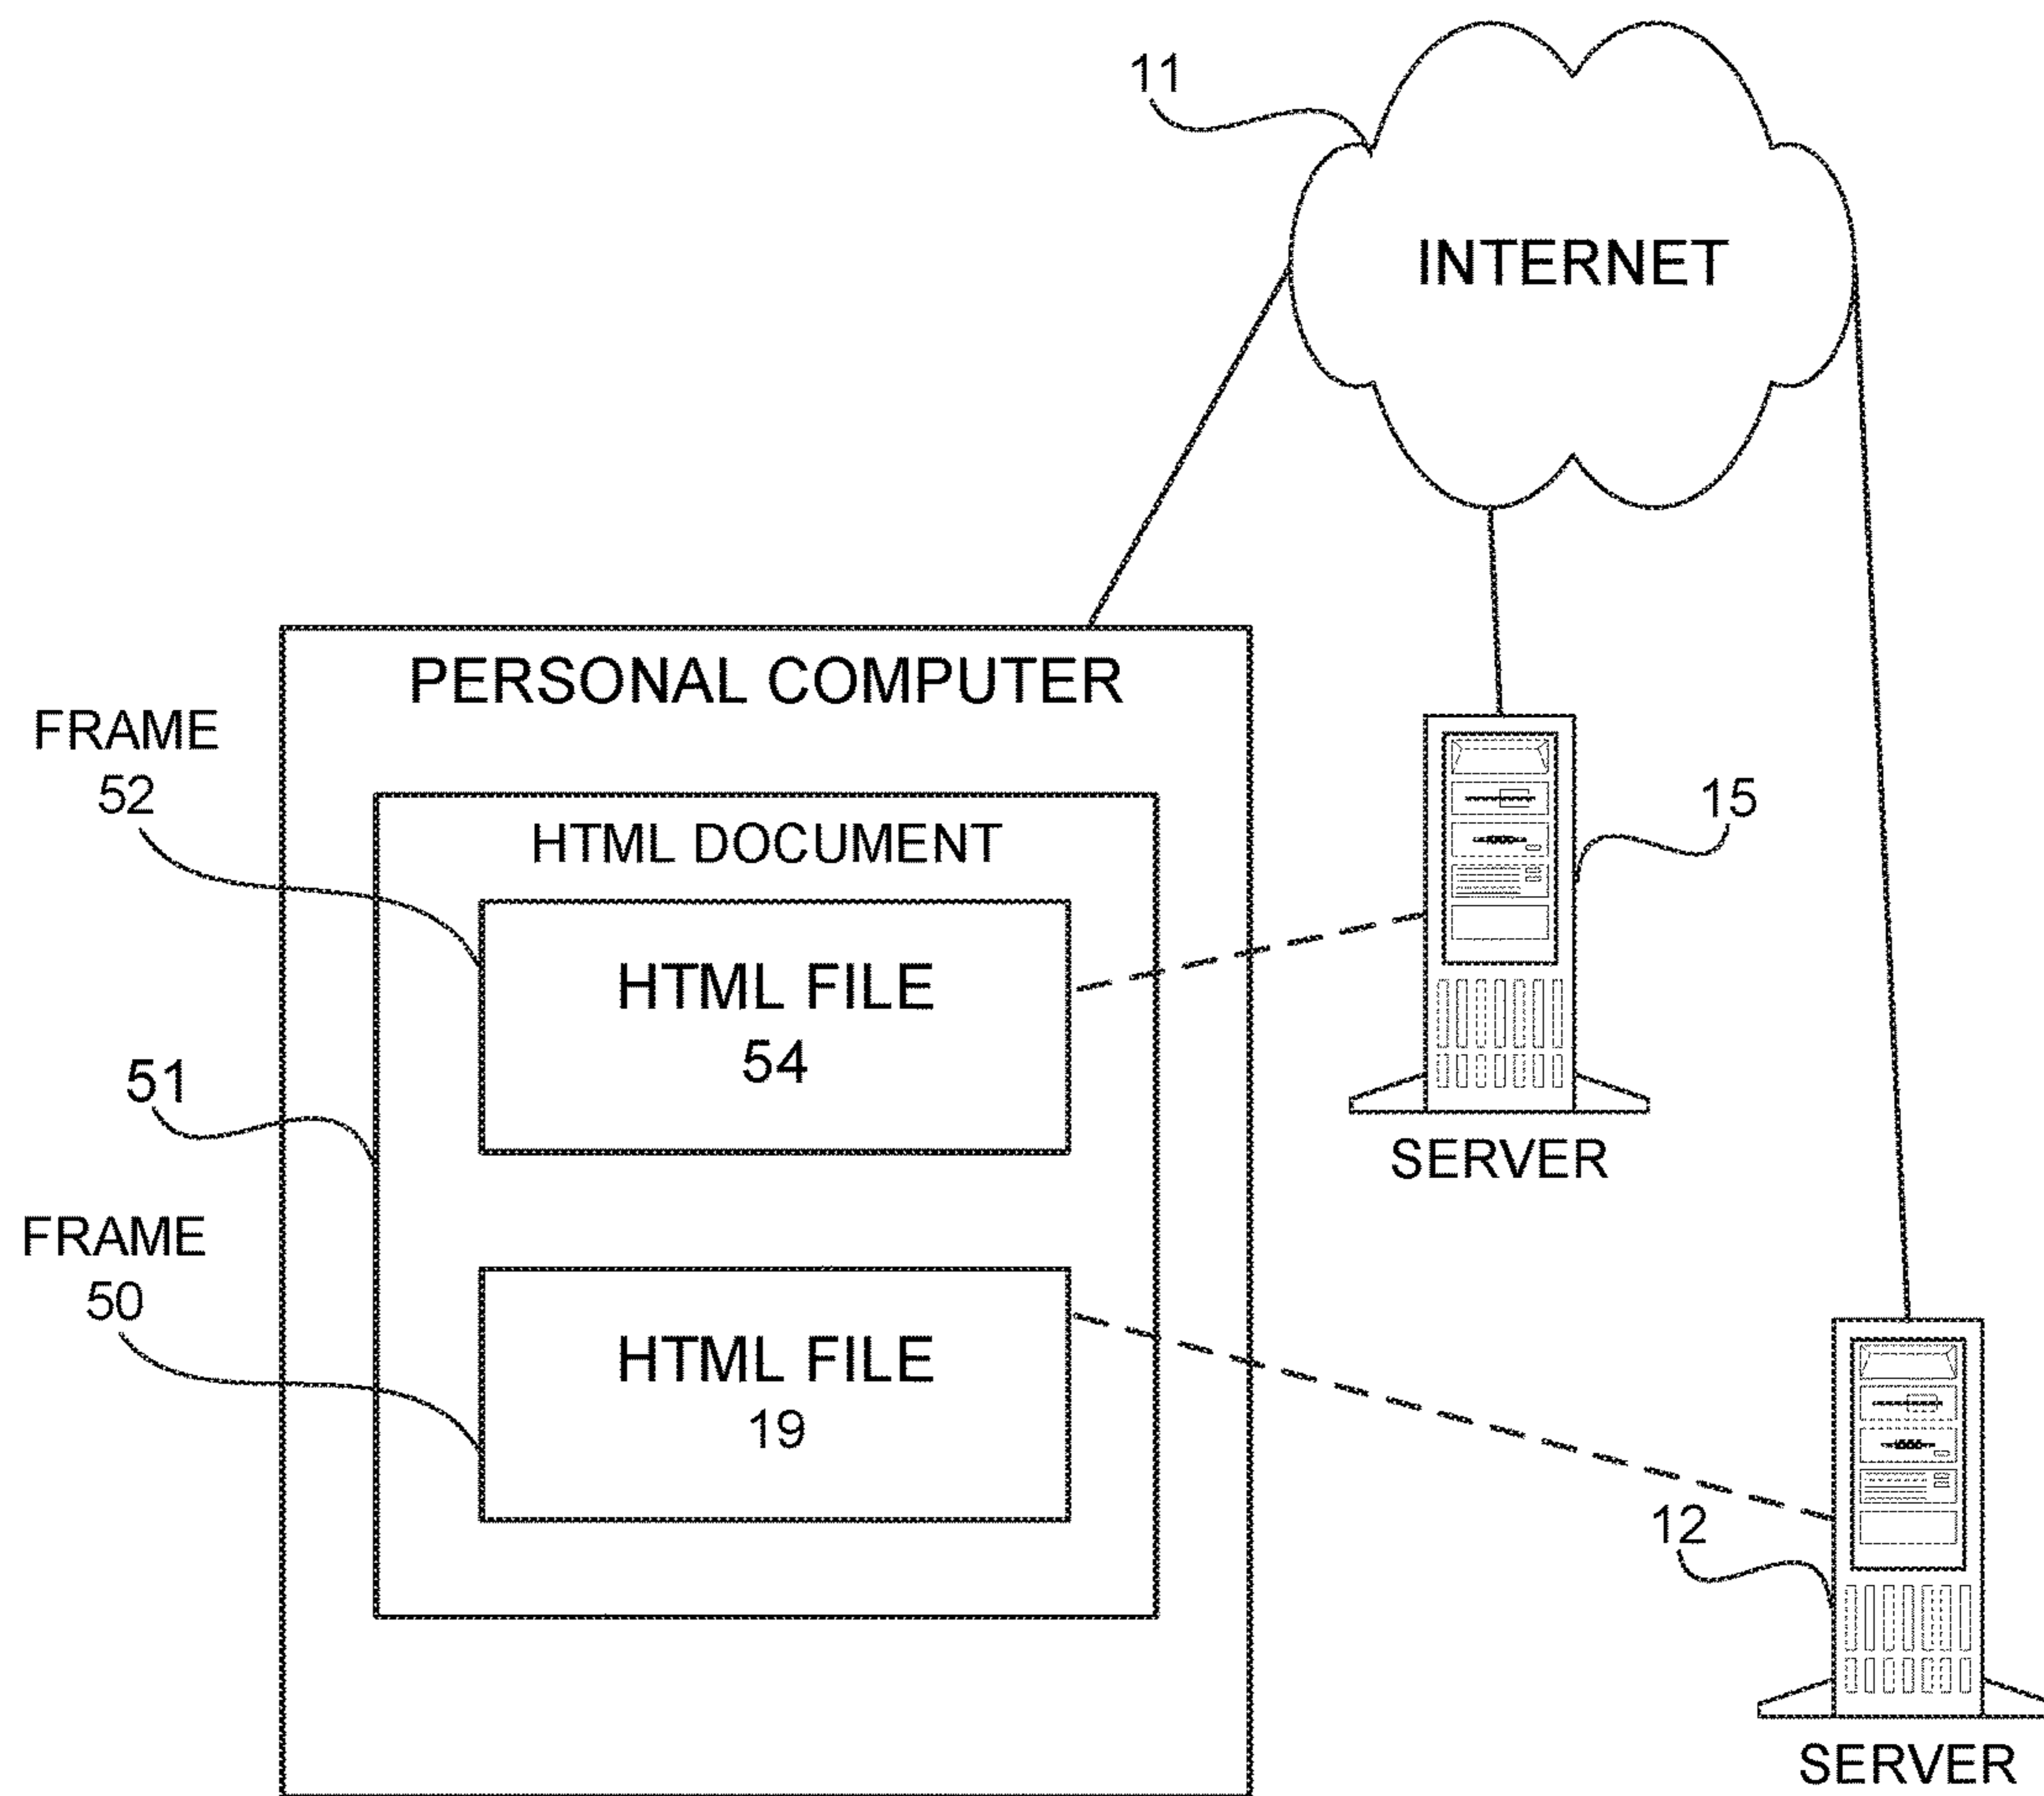 11
INTERNET
PERSONAL COMPUTER
FRAME
52
HTML DOCUMENT
15
HTML FILE
54
51
SERVER
FRAME
50
HTML FILE
19
12
SERVER